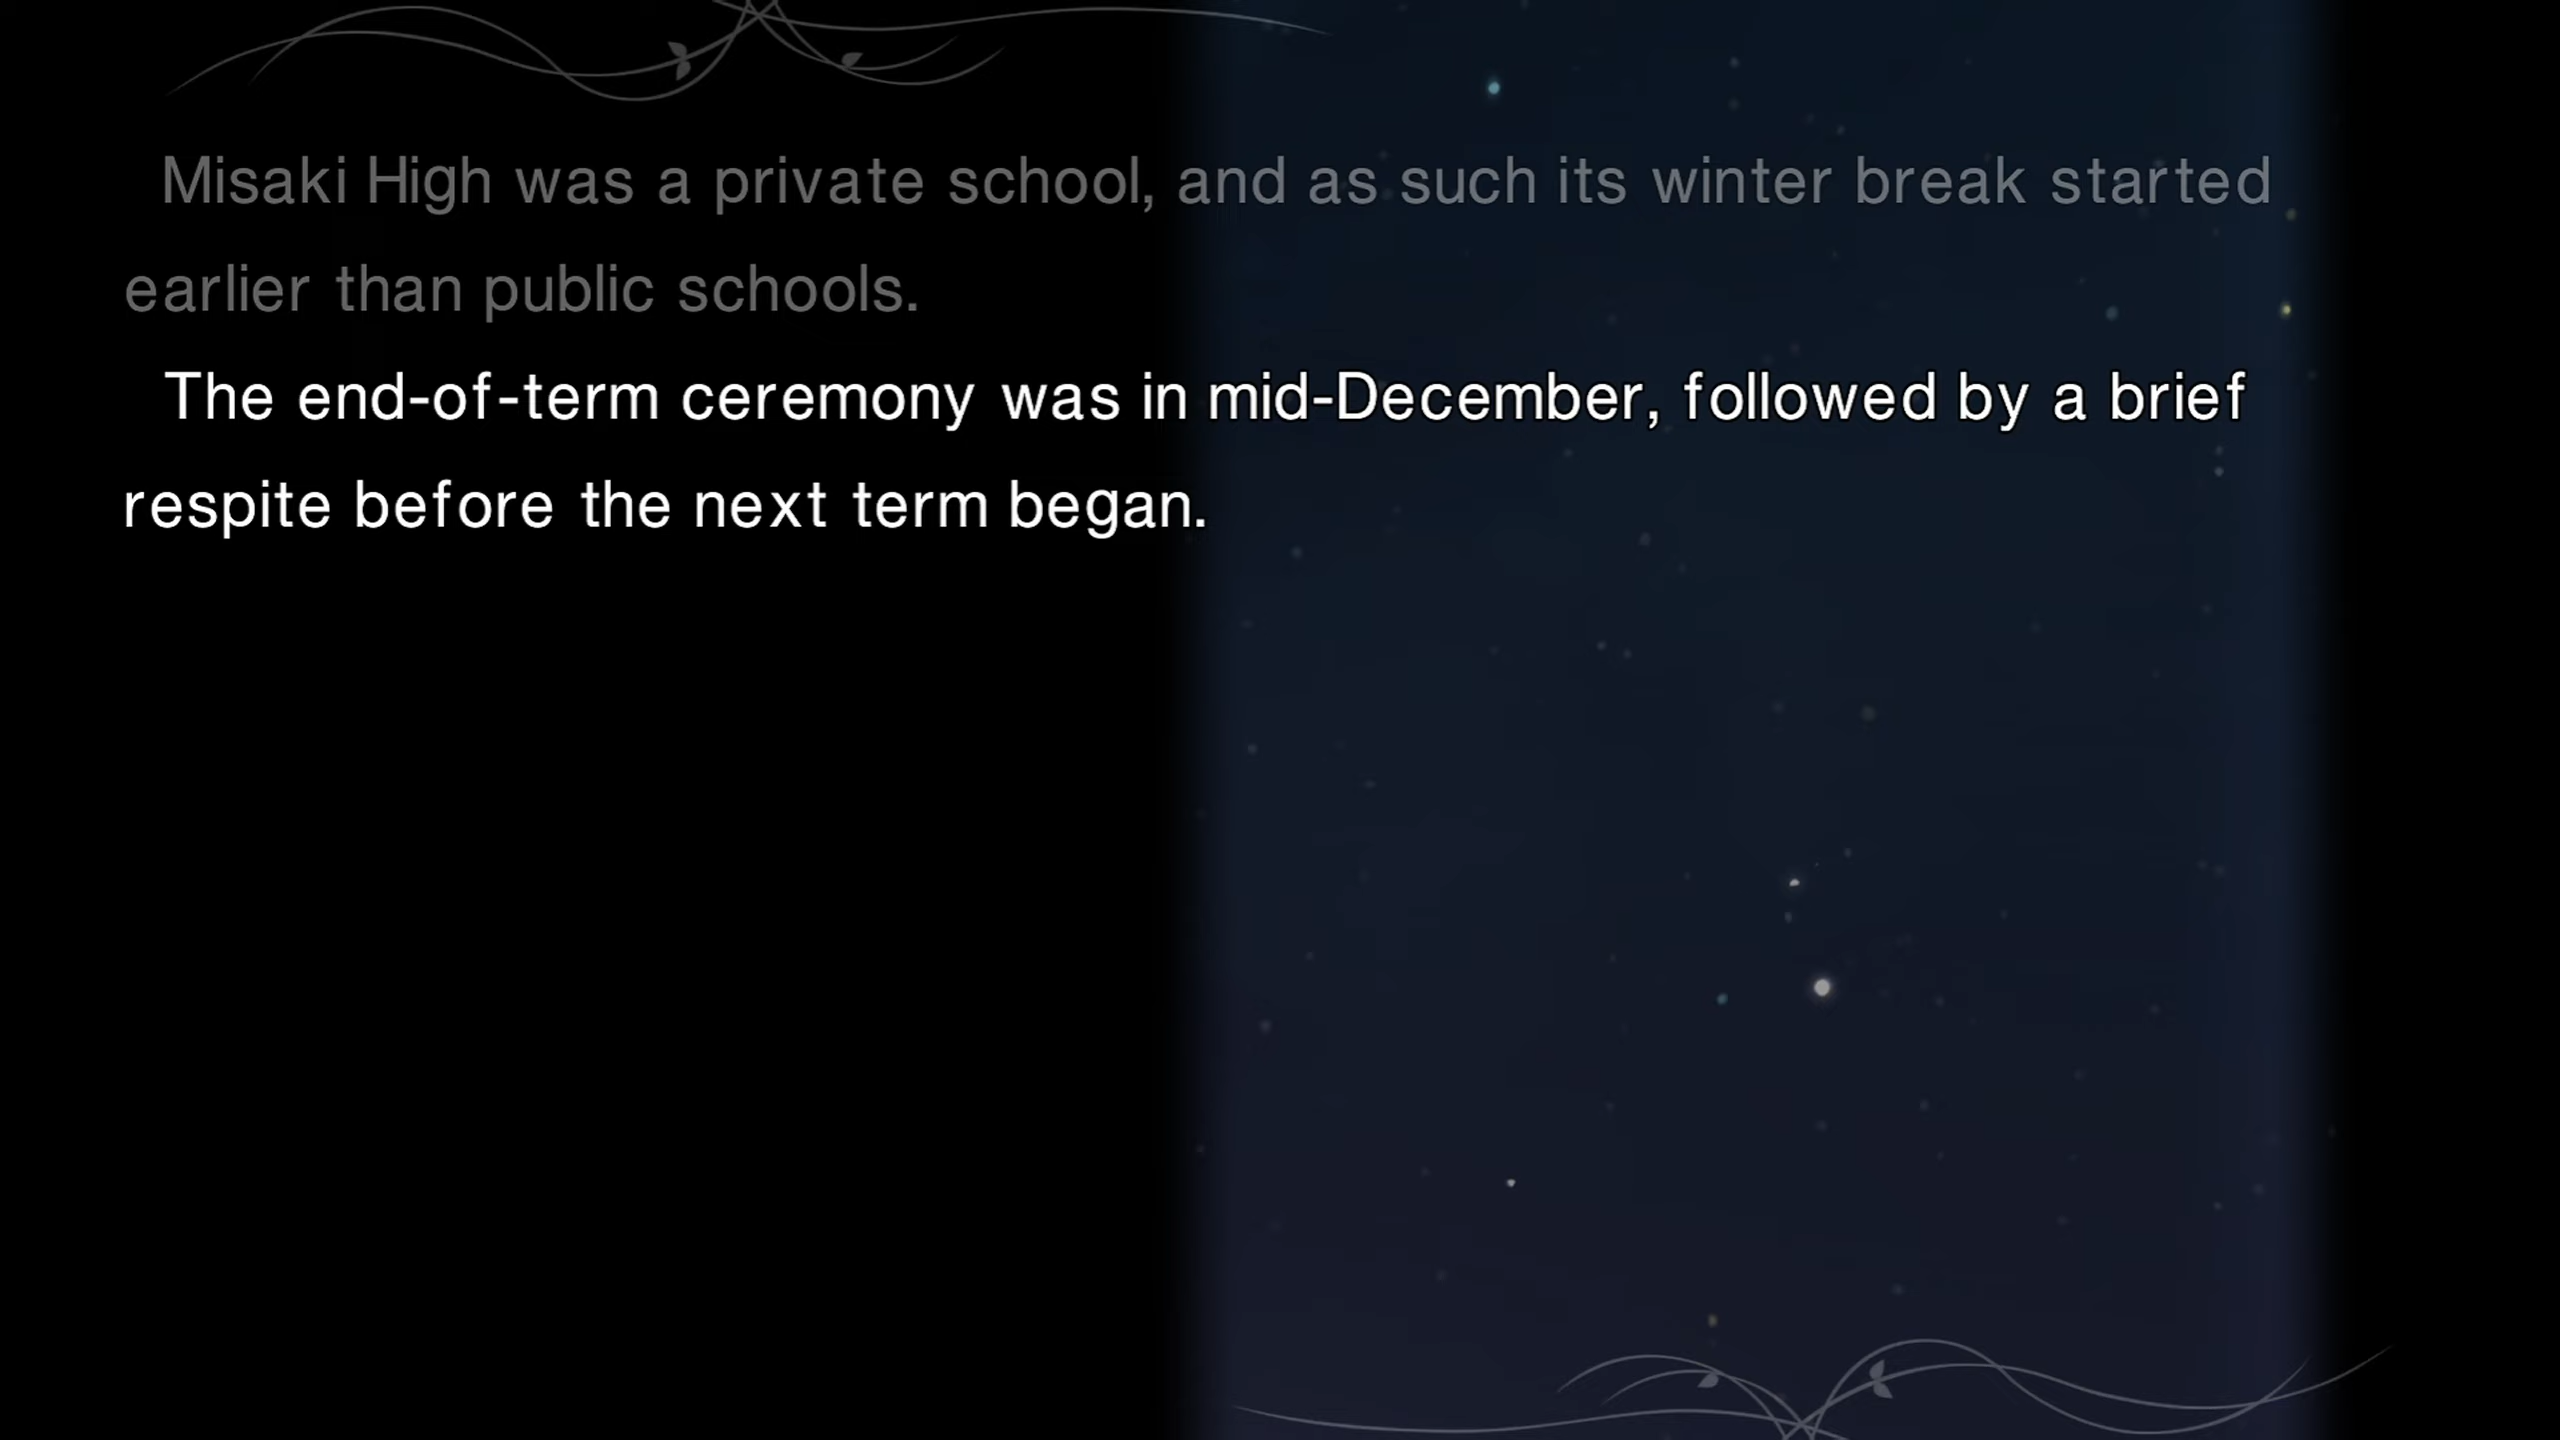 Misaki High was a private school, and as such its winter break started
earlier than public schools.
The end-of-term ceremony was in mid-December, followed by a brief
respite before the next term began.